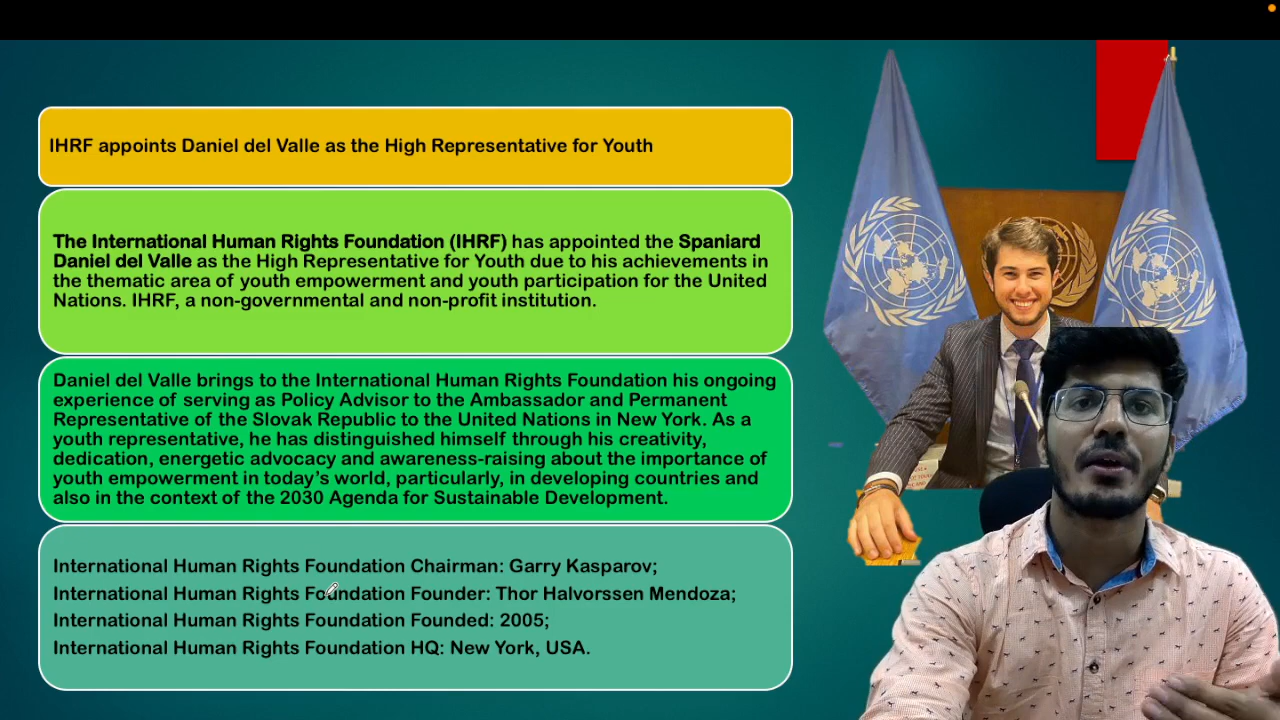 IHRF appoints Daniel del Valle as the High Representative for Youth
The International Human Rights Foundation (IHRF) has appointed the Spaniard
Daniel del Valle as the High Representative for Youth due to his achievements in
the thematic area of youth empowerment and youth participation for the United
Nations. IHRF, a non-governmental and non-profit institution.
Daniel del Valle brings to the International Human Rights Foundation his ongoing
experience of serving as Policy Advisor to the Ambassador and Permanent
Representative of the Slovak Republic to the United Nations in New York. As a
youth representative, he has distinguished himself through his creativity,
dedication, energetic advocacy and awareness-raising about the importance of
youth empowerment in today's world, particularly, in developing countries and
also in the context of the 2030 Agenda for Sustainable Development.
International Human Rights Foundation Chairman: Garry Kasparov;
International Human Rights Foundation Founder: Thor Halvorssen Mendoza;
International Human Rights Foundation Founded: 2005;
International Human Rights Foundation HQ: New York, USA.